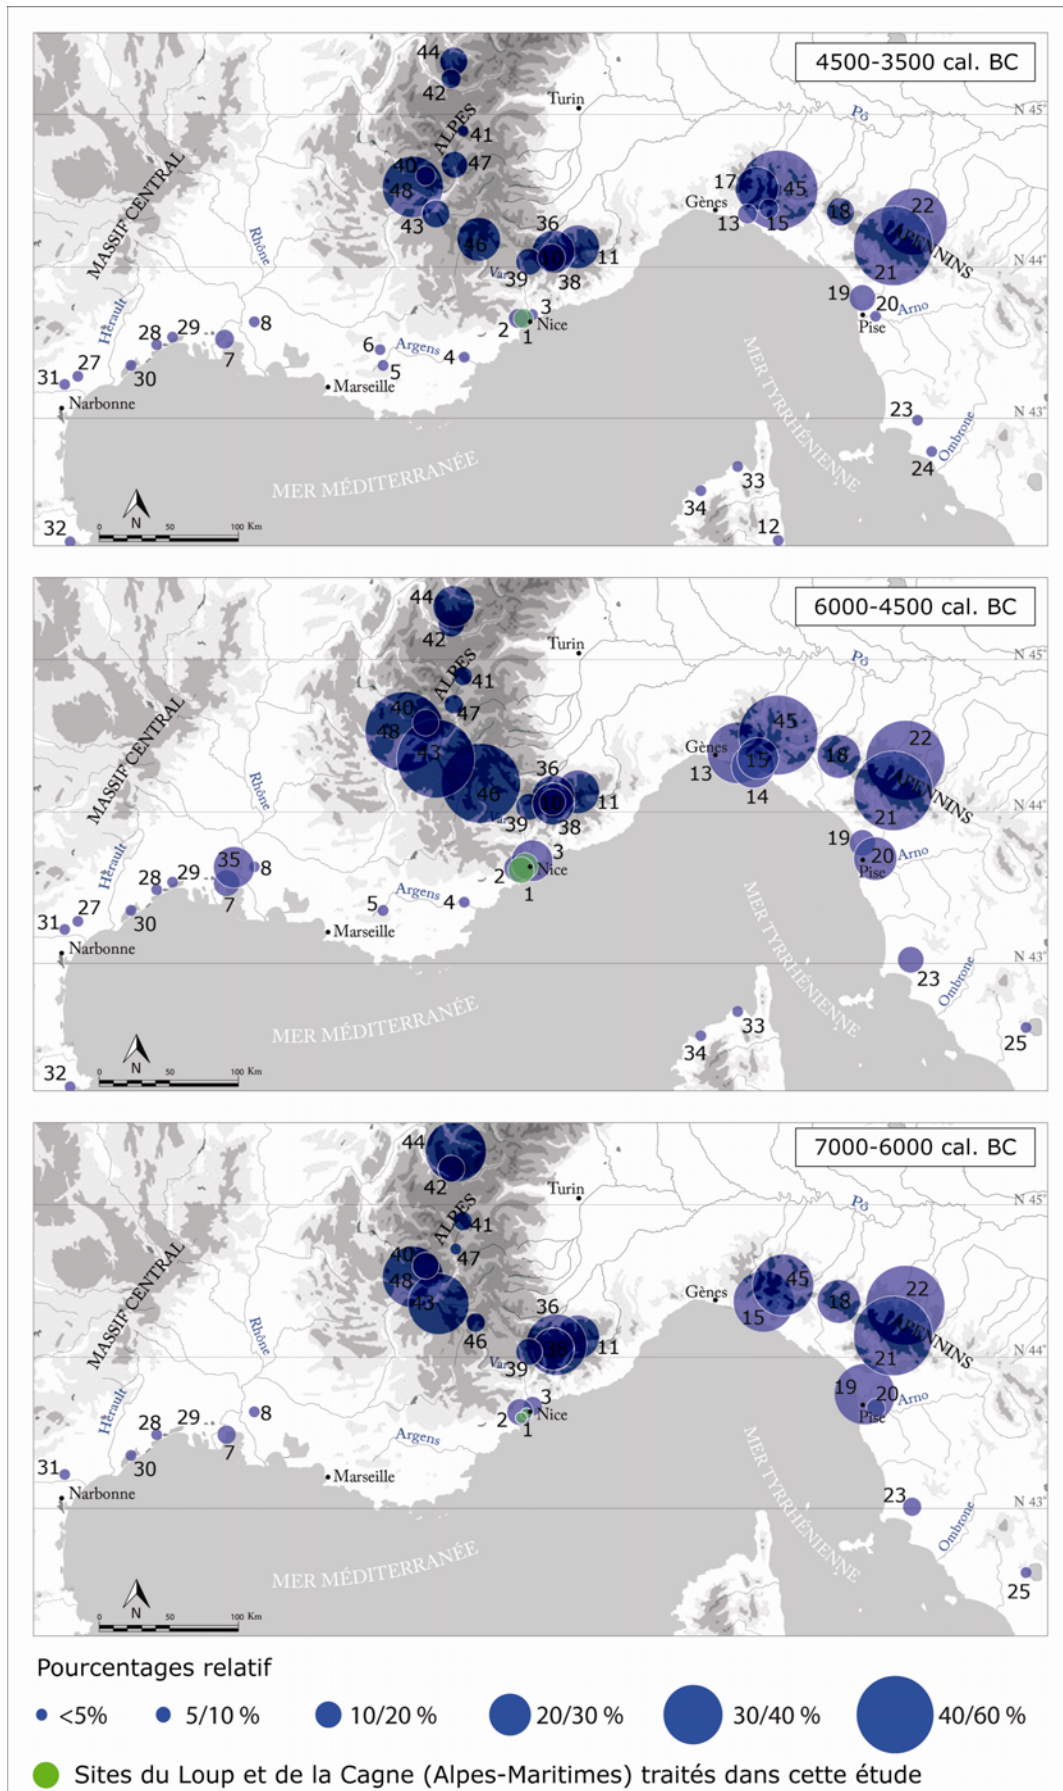 4500-3500 cal. BC
44
42
Turin
Pô
N 45°
41
ALPES
47
40
48
43
MASSIF CENTRAL
Rhône
46
36
10
11
39
38
Var
17
45
Gènes
13
15
18
22
APENNINS
21
N 44°
19
20
Arno
Pise
3
2
1
Nice
Hérault
28
29
8
7
6
5
Argens
4
31
27
30
Narbonne
Marseille
MER TYRRHÉNIENNE
N 43°
23
24
Ombrone
MER MÉDITERRANÉE
33
34
12
32
N
0 50 100 Km
6000-4500 cal. BC
44
42
Turin
Pô
N 45°
41
ALPES
47
40
48
43
MASSIF CENTRAL
Rhône
46
36
10
11
39
38
Var
45
Gènes
13
15
14
18
22
APENNINS
21
N 44°
19
20
Arno
Pise
3
2
1
Nice
Hérault
28
29
35
8
7
5
Argens
4
31
27
30
Narbonne
Marseille
MER TYRRHÉNIENNE
N 43°
23
Ombrone
25
MER MÉDITERRANÉE
33
34
32
N
0 50 100 Km
7000-6000 cal. BC
44
42
Turin
Pô
N 45°
41
ALPES
47
40
48
43
MASSIF CENTRAL
Rhône
46
36
38
11
39
Var
45
Gènes
15
18
22
APENNINS
21
N 44°
19
20
Arno
Pise
3
2
1
Nice
Hérault
28
29
8
7
Argens
31
30
Narbonne
Marseille
MER TYRRHÉNIENNE
N 43°
23
Ombrone
25
MER MÉDITERRANÉE
N
0 50 100 Km
Pourcentages relatif
<5% 5/10 % 10/20 % 20/30 % 30/40 % 40/60 %
Sites du Loup et de la Cagne (Alpes-Maritimes) traités dans cette étude